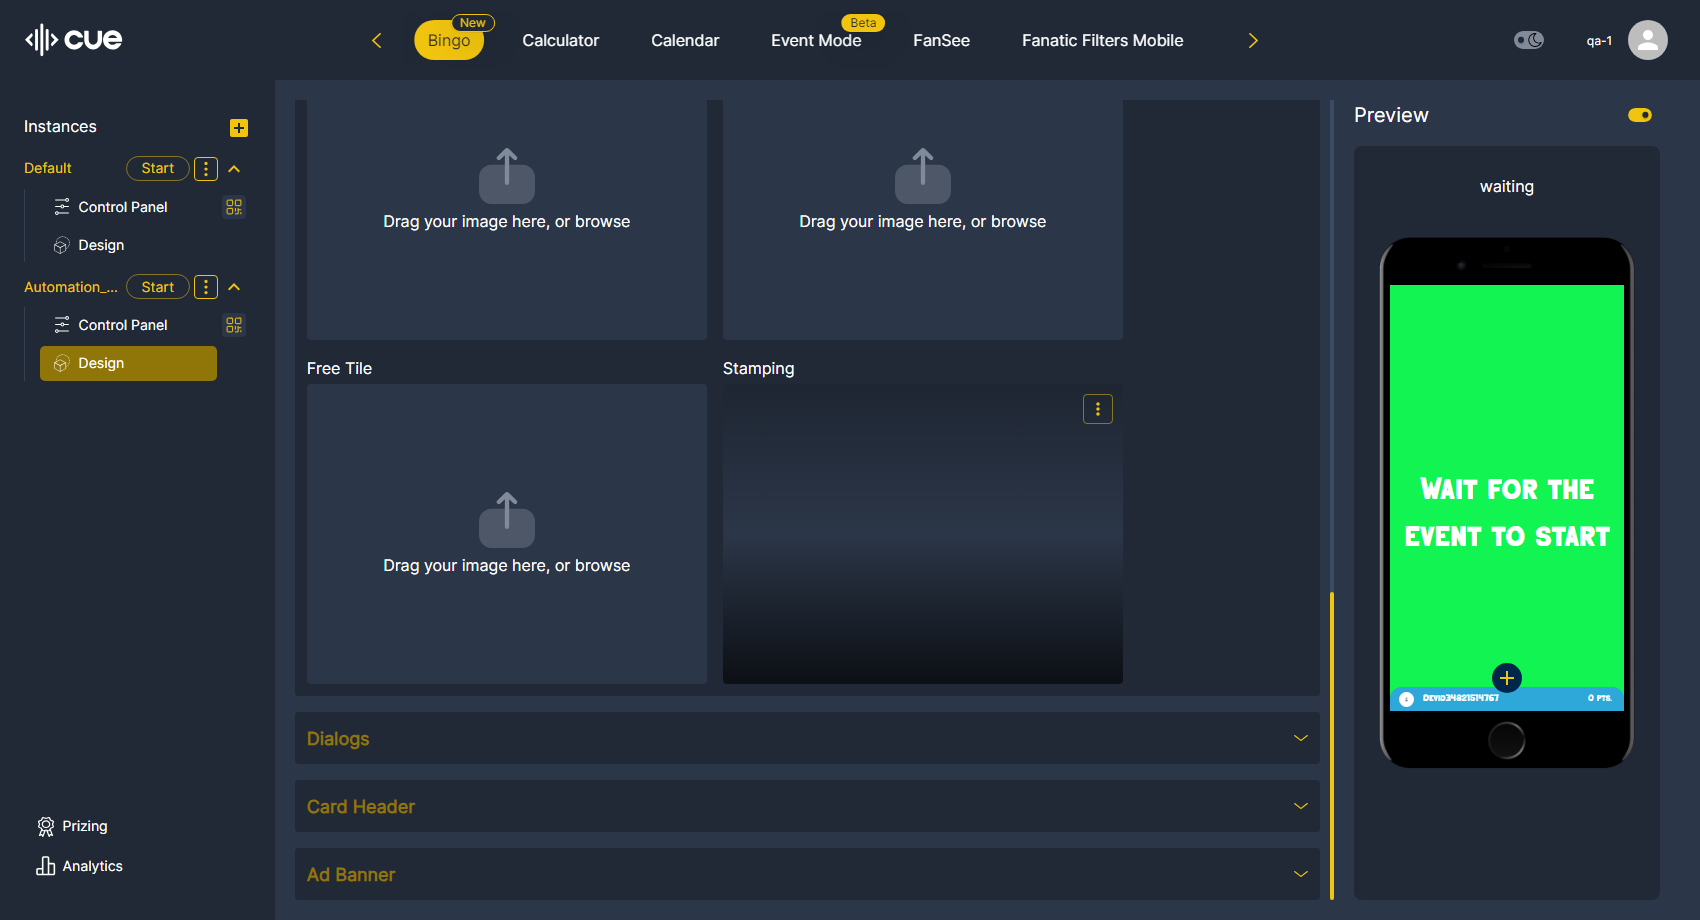 cue
New
Bingo
Calculator
Calendar
Beta
Event Mode
FanSee
Fanatic Filters Mobile
qa-1
Instances
Default
Start
Control Panel
Design
Automation_...
Start
Control Panel
Design
Prizing
Analytics
Drag your image here, or browse
Drag your image here, or browse
Free Tile
Stamping
Drag your image here, or browse
Dialogs
Card Header
Ad Banner
Preview
waiting
Wait for the
event to start
Devid34821514767
0 pts.